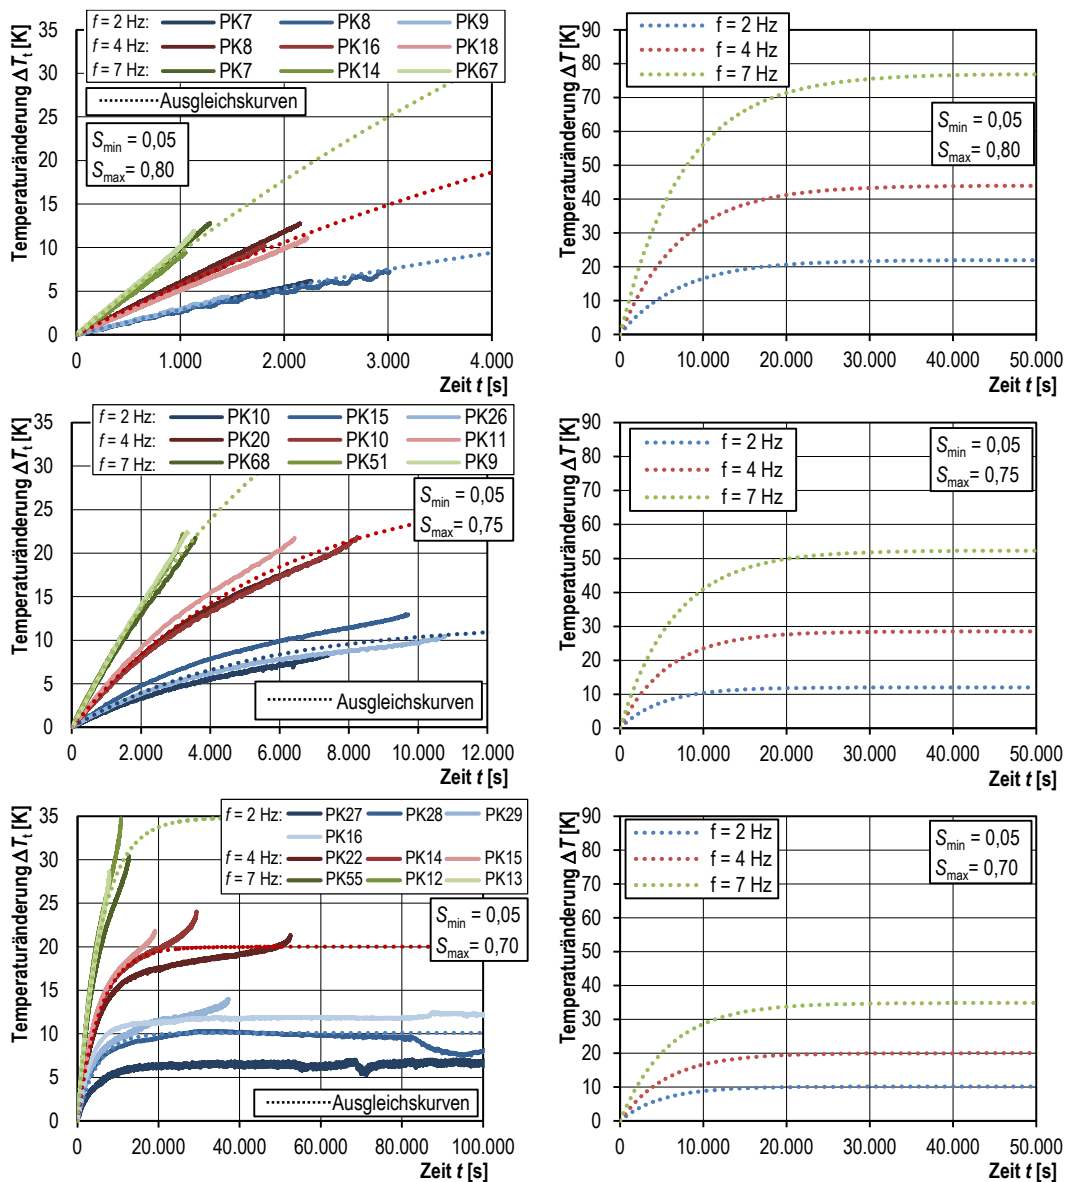 Temperaturänderung ΔTt [K]
35
30
25
20
15
10
5
0
f = 2 Hz: PK7 PK8 PK9
f = 4 Hz: PK8 PK16 PK18
f = 7 Hz: PK7 PK14 PK67
Ausgleichskurven
Smin = 0,05
Smax= 0,80
0 1.000 2.000 3.000 4.000
Zeit t [s]
Temperaturänderung ΔT [K]
90
80
70
60
50
40
30
20
10
0
f = 2 Hz
f = 4 Hz
f = 7 Hz
Smin = 0,05
Smax= 0,80
0 10.000 20.000 30.000 40.000 50.000
Zeit t [s]
Temperaturänderung ΔTt [K]
35
30
25
20
15
10
5
0
f = 2 Hz: PK10 PK15 PK26
f = 4 Hz: PK20 PK10 PK11
f = 7 Hz: PK68 PK51 PK9
Smin = 0,05
Smax= 0,75
Ausgleichskurven
0 2.000 4.000 6.000 8.000 10.000 12.000
Zeit t [s]
Temperaturänderung ΔT [K]
90
80
70
60
50
40
30
20
10
0
f = 2 Hz
f = 4 Hz
f = 7 Hz
Smin = 0,05
Smax= 0,75
0 10.000 20.000 30.000 40.000 50.000
Zeit t [s]
Temperaturänderung ΔTt [K]
35
30
25
20
15
10
5
0
f = 2 Hz: PK27 PK28 PK29
PK16
f = 4 Hz: PK22 PK14 PK15
f = 7 Hz: PK55 PK12 PK13
Smin = 0,05
Smax= 0,70
Ausgleichskurven
0 20.000 40.000 60.000 80.000 100.000
Zeit t [s]
Temperaturänderung ΔT [K]
90
80
70
60
50
40
30
20
10
0
f = 2 Hz
f = 4 Hz
f = 7 Hz
Smin = 0,05
Smax= 0,70
0 10.000 20.000 30.000 40.000 50.000
Zeit t [s]